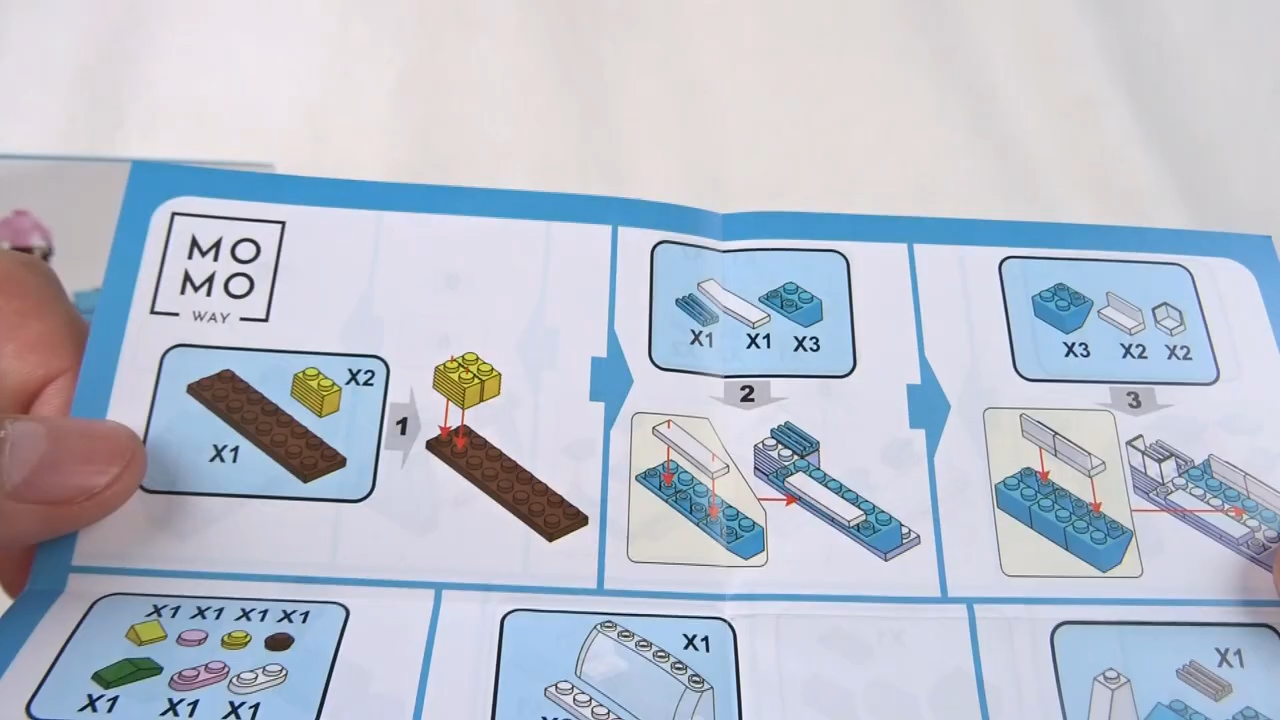 MO
MO
WAY
X2
X1
1
X1 X1 X3
2
X3 X2 X2
3
X1 X1 X1 X1
X1 X1 X1
X1
X1